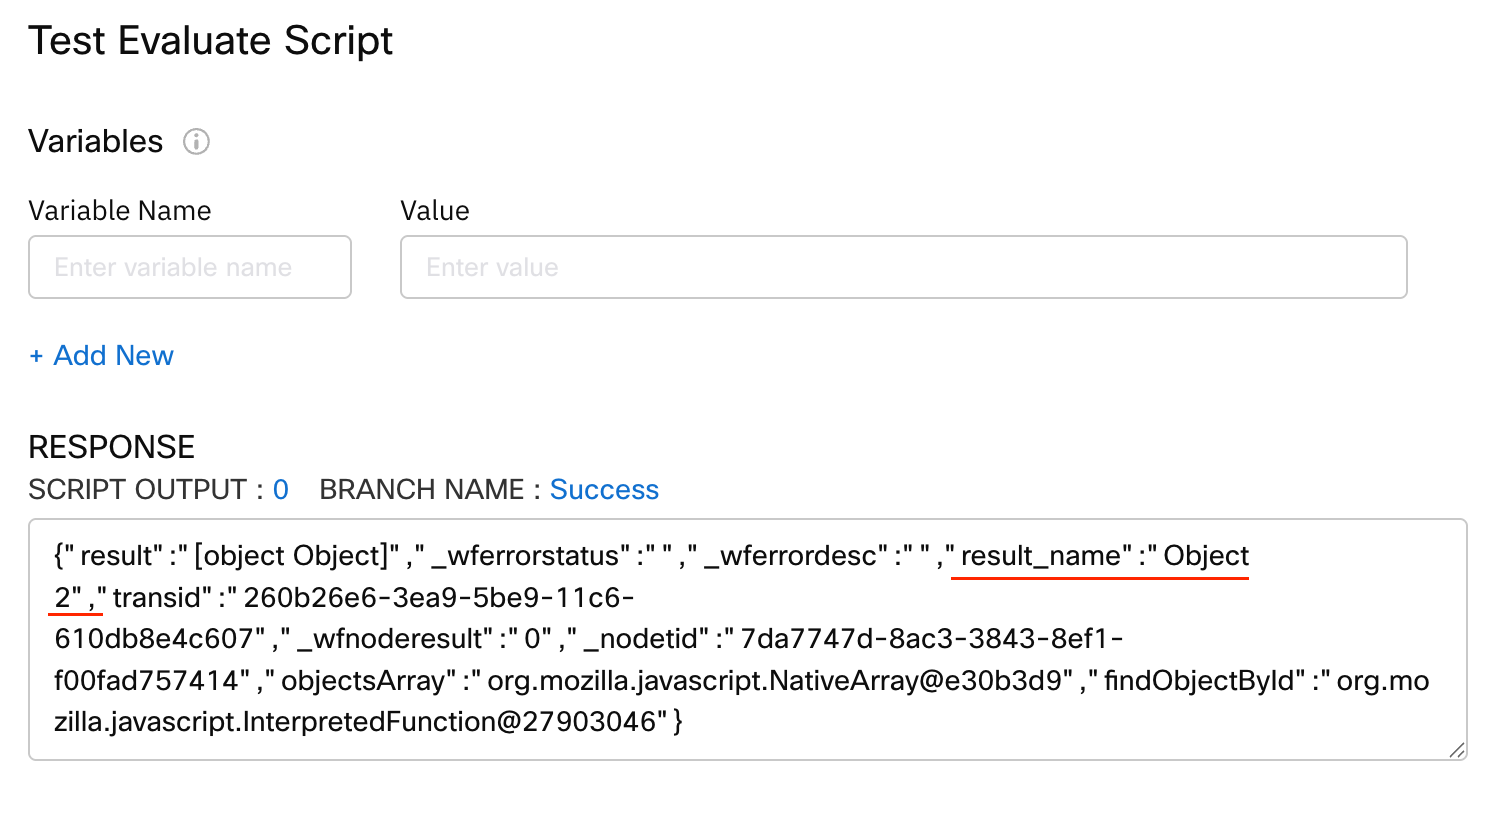 Test Evaluate Script
Variables
Variable Name Value
Enter variable name Enter value
+ Add New
RESPONSE
SCRIPT OUTPUT : 0 BRANCH NAME : Success
{"result":"[object Object]","_wferrorstatus":"","_wferrordesc":"","result_name":"Object
2","transid":"260b26e6-3ea9-5be9-11c6-
610db8e4c607","_wfnoderesult":"0","_nodetid":"7da7747d-8ac3-3843-8ef1-
f00fad757414","objectsArray":"org.mozilla.javascript.NativeArray@e30b3d9","findObjectById":"org.mo
zilla.javascript.InterpretedFunction@27903046"}